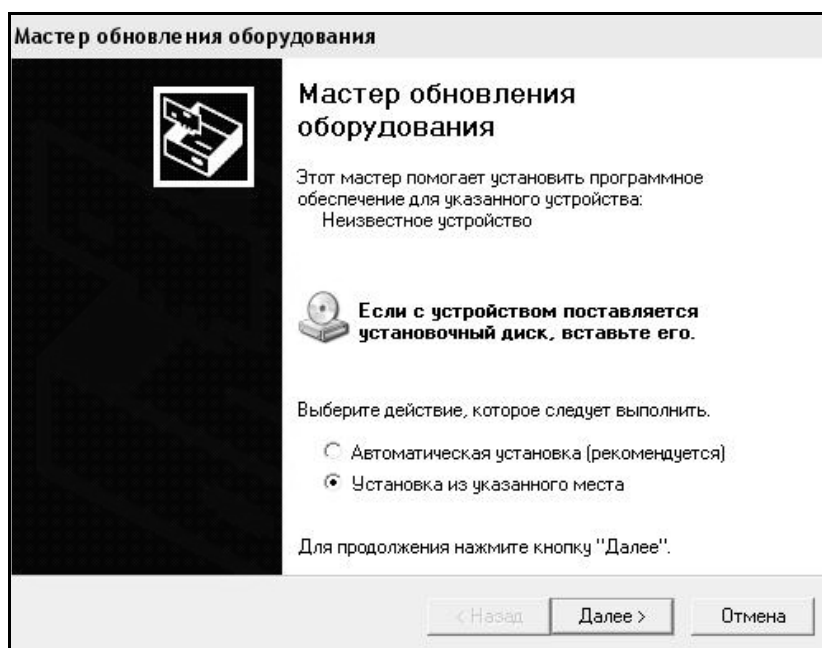 Мастер обновления оборудования
Мастер обновления
оборудования
Этот мастер помогает установить программное
обеспечение для указанного устройства:
Неизвестное устройство
Если с устройством поставляется
установочный диск, вставьте его.
Выберите действие, которое следует выполнить.
Автоматическая установка (рекомендуется)
Установка из указанного места
Для продолжения нажмите кнопку "Далее".
< Назад Далее > Отмена